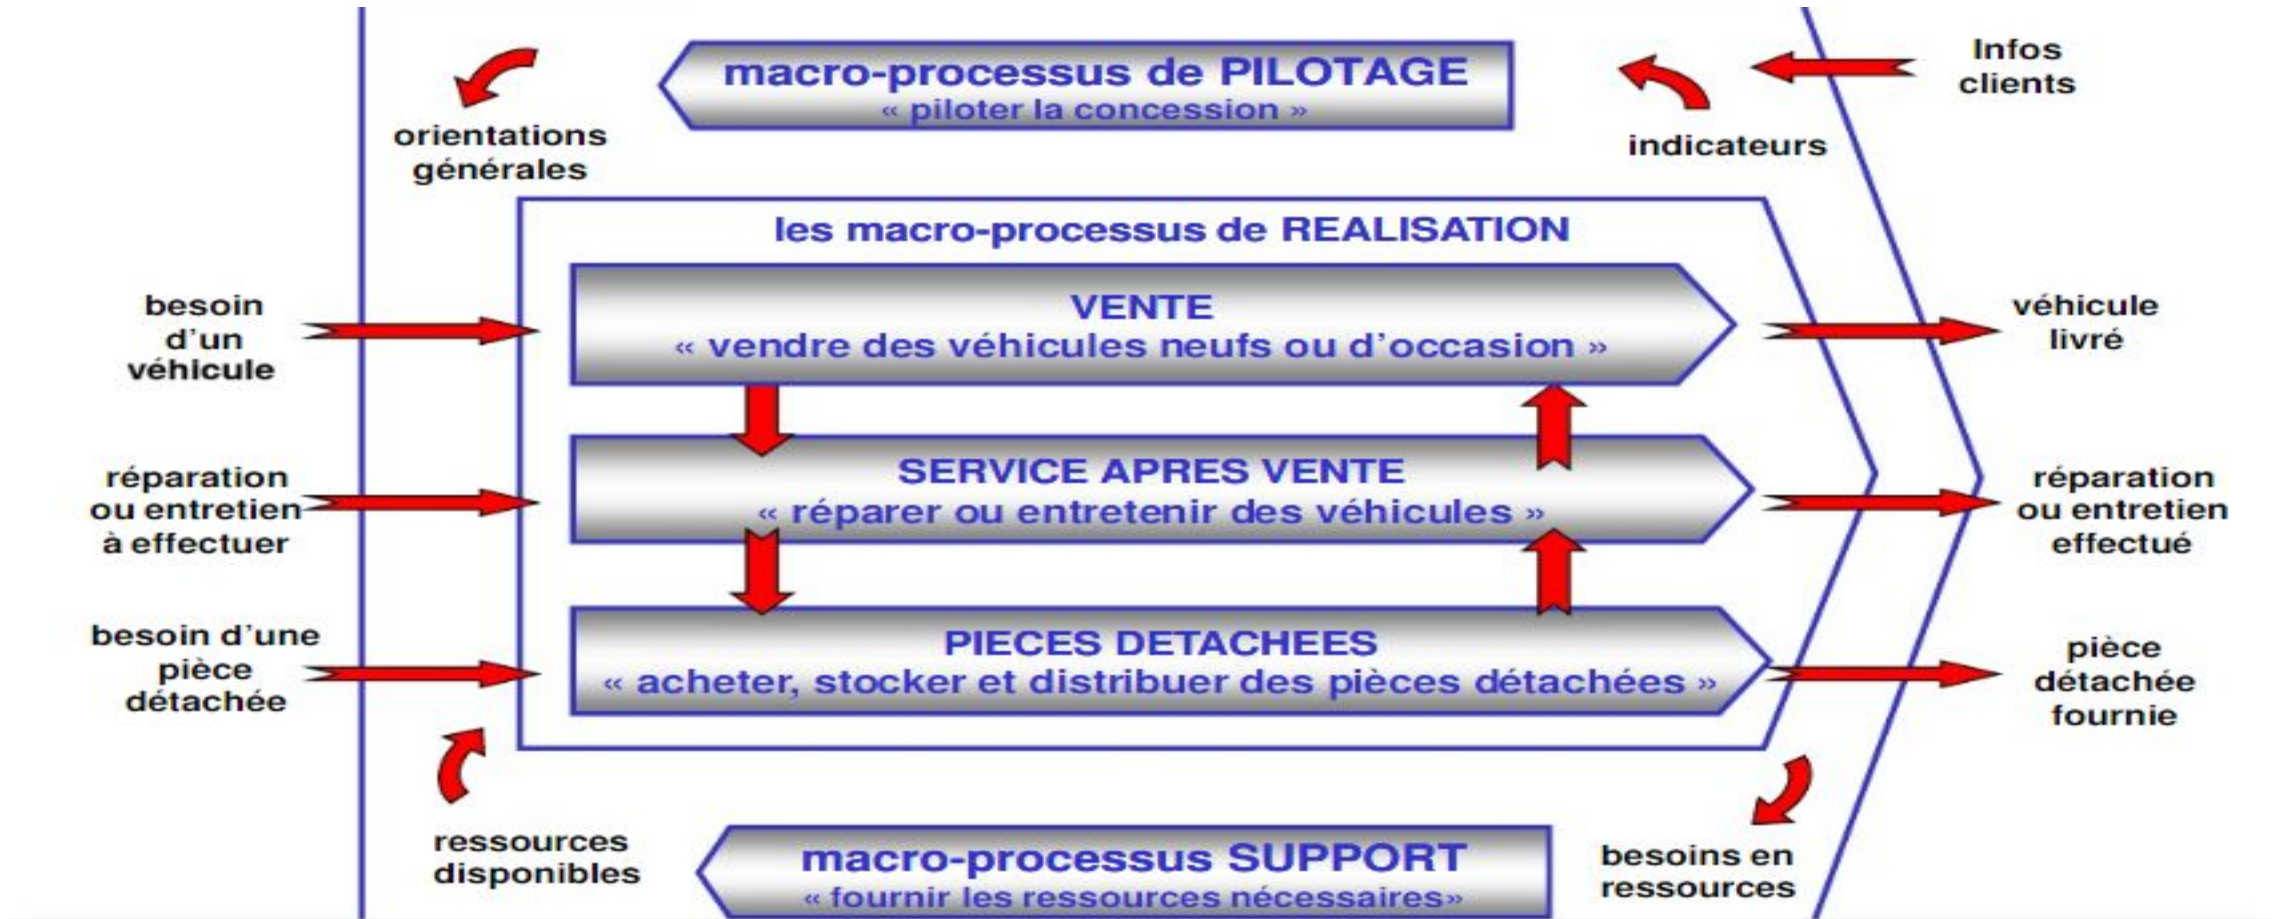 macro-processus de PILOTAGE
« piloter la concession »
Infos
clients
orientations
générales
indicateurs
les macro-processus de REALISATION
besoin
d'un
véhicule
VENTE
« vendre des véhicules neufs ou d'occasion »
véhicule
livré
réparation
ou entretien
à effectuer
SERVICE APRES VENTE
« réparer ou entretenir des véhicules »
réparation
ou entretien
effectué
besoin d'une
pièce
détachée
PIECES DETACHEES
« acheter, stocker et distribuer des pièces détachées »
pièce
détachée
fournie
ressources
disponibles
macro-processus SUPPORT
« fournir les ressources nécessaires»
besoins en
ressources